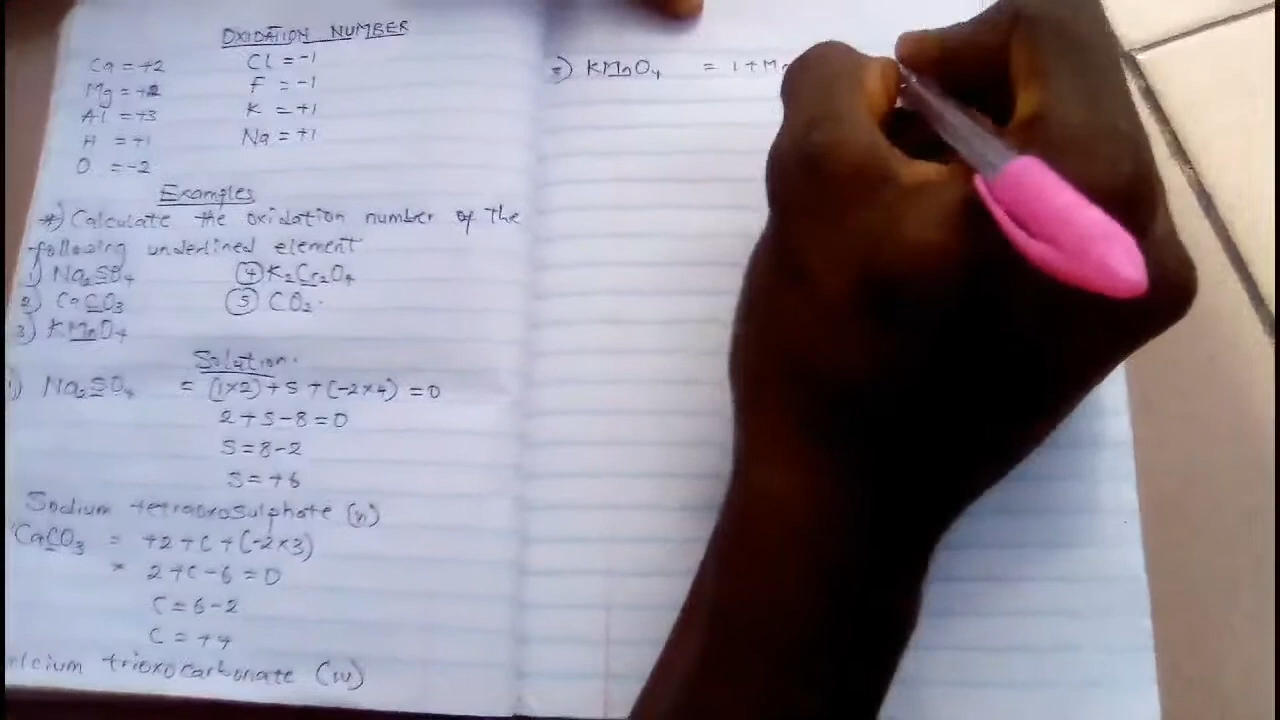 OXIDATION NUMBER
Ca = +2
Cl = -1
Mg = +2
F = -1
Al = +3
K = +1
H = +1
Na = +1
O = -2
Examples
*) Calculate the oxidation number of the
following underlined element
1) Na₂SO₄
④ K₂Cr₂O₄
2) CaCO₃
⑤ CO₂.
3) KMnO₄
Solution.
1) Na₂SO₄ = (1×2) + S + (-2×4) = 0
2 + S - 8 = 0
S = 8 - 2
S = +6
Sodium tetraoxosulphate (vi)
CaCO₃ = +2 + C + (-2×3)
2 + C - 6 = 0
C = 6 - 2
C = +4
alcium trioxocarbonate (iv)
3) KMnO₄ = 1 + Mn